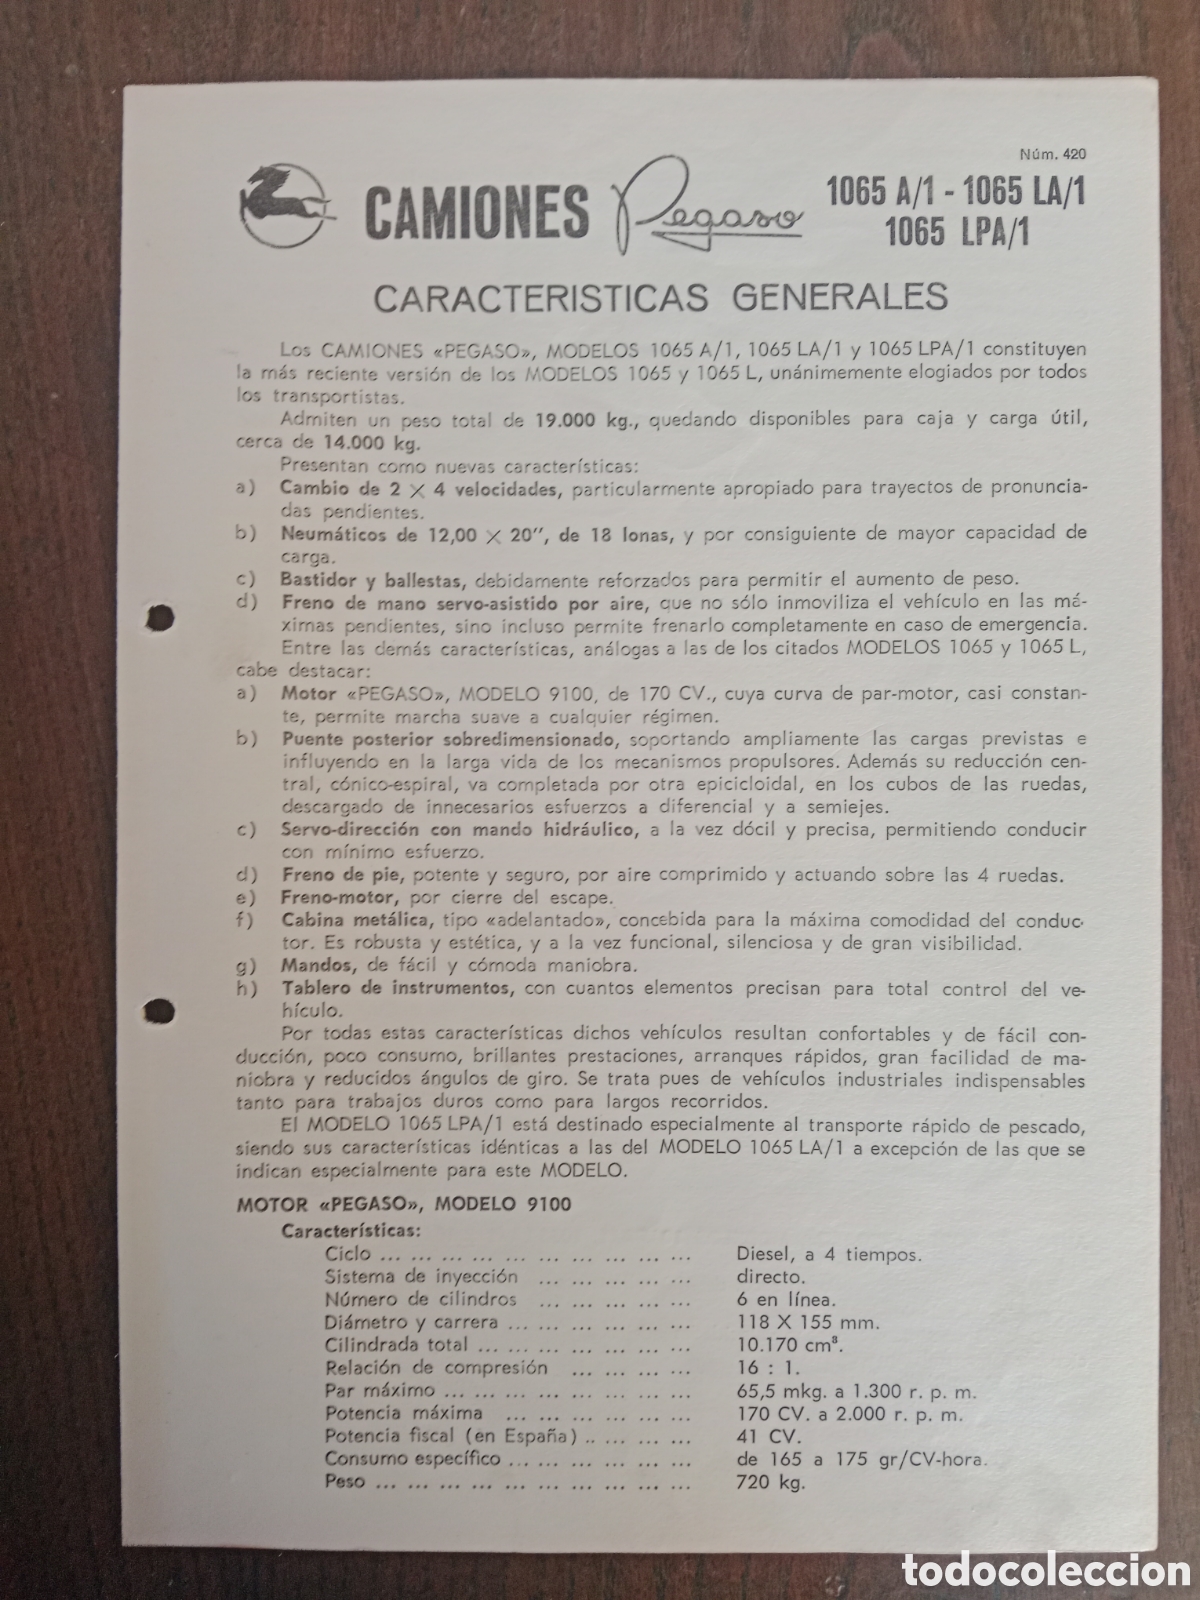 Núm. 420
CAMIONES Pegaso 1065 A/1 - 1065 LA/1
1065 LPA/1
CARACTERISTICAS GENERALES
Los CAMIONES «PEGASO», MODELOS 1065 A/1, 1065 LA/1 y 1065 LPA/1 constituyen
la más reciente versión de los MODELOS 1065 y 1065 L, unánimemente elogiados por todos
los transportistas.
Admiten un peso total de 19.000 kg., quedando disponibles para caja y carga útil,
cerca de 14.000 kg.
Presentan como nuevas características:
a) Cambio de 2 X 4 velocidades, particularmente apropiado para trayectos de pronuncia-
das pendientes.
b) Neumáticos de 12,00 X 20", de 18 lonas, y por consiguiente de mayor capacidad de
carga.
c) Bastidor y ballestas, debidamente reforzados para permitir el aumento de peso.
d) Freno de mano servo-asistido por aire, que no sólo inmoviliza el vehículo en las má-
ximas pendientes, sino incluso permite frenarlo completamente en caso de emergencia.
Entre las demás características, análogas a las de los citados MODELOS 1065 y 1065 L,
cabe destacar:
a) Motor «PEGASO», MODELO 9100, de 170 CV., cuya curva de par-motor, casi constan-
te, permite marcha suave a cualquier régimen.
b) Puente posterior sobredimensionado, soportando ampliamente las cargas previstas e
influyendo en la larga vida de los mecanismos propulsores. Además su reducción cen-
tral, cónico-espiral, va completada por otra epicicloidal, en los cubos de las ruedas,
descargado de innecesarios esfuerzos a diferencial y a semiejes.
c) Servo-dirección con mando hidráulico, a la vez dócil y precisa, permitiendo conducir
con mínimo esfuerzo.
d) Freno de pie, potente y seguro, por aire comprimido y actuando sobre las 4 ruedas.
e) Freno-motor, por cierre del escape.
f) Cabina metálica, tipo «adelantado», concebida para la máxima comodidad del conduc-
tor. Es robusta y estética, y a la vez funcional, silenciosa y de gran visibilidad.
g) Mandos, de fácil y cómoda maniobra.
h) Tablero de instrumentos, con cuantos elementos precisan para total control del ve-
hículo.
Por todas estas características dichos vehículos resultan confortables y de fácil con-
ducción, poco consumo, brillantes prestaciones, arranques rápidos, gran facilidad de ma-
niobra y reducidos ángulos de giro. Se trata pues de vehículos industriales indispensables
tanto para trabajos duros como para largos recorridos.
El MODELO 1065 LPA/1 está destinado especialmente al transporte rápido de pescado,
siendo sus características idénticas a las del MODELO 1065 LA/1 a excepción de las que se
indican especialmente para este MODELO.
MOTOR «PEGASO», MODELO 9100
Características:
Ciclo ... ... ... ... ... ... ... ... ... ... Diesel, a 4 tiempos.
Sistema de inyección ... ... ... ... ... directo.
Número de cilindros ... ... ... ... ... 6 en línea.
Diámetro y carrera ... ... ... ... ... ... 118 X 155 mm.
Cilindrada total ... ... ... ... ... ... ... 10.170 cm³.
Relación de compresión ... ... ... ... 16 : 1.
Par máximo ... ... ... ... ... ... ... ... 65,5 mkg. a 1.300 r. p. m.
Potencia máxima ... ... ... ... ... ... 170 CV. a 2.000 r. p. m.
Potencia fiscal (en España) .. ... ... ... 41 CV.
Consumo específico ... ... ... ... ... ... de 165 a 175 gr/CV-hora.
Peso ... ... ... ... ... ... ... ... ... ... 720 kg.
todocoleccion